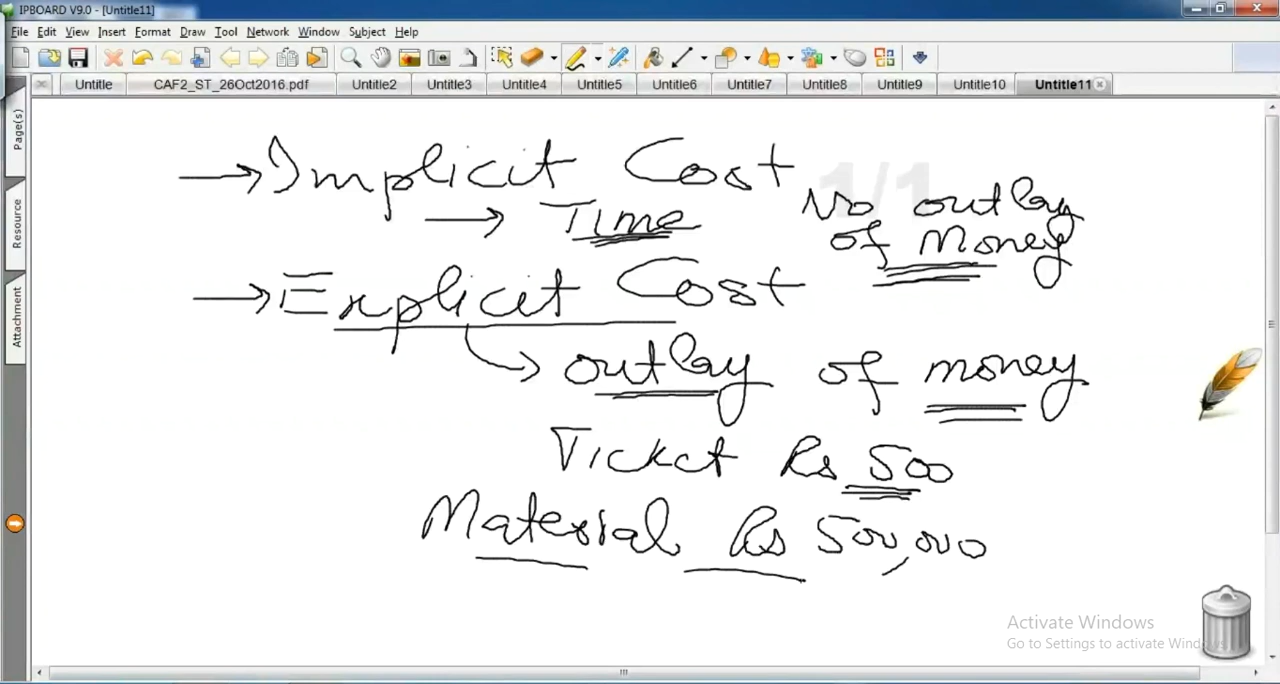 IPBOARD V9.0 - [Untitle11]
File Edit View Insert Format Draw Tool Network Window Subject Help
Untitle CAF2_ST_26Oct2016.pdf Untitle2 Untitle3 Untitle4 Untitle5 Untitle6 Untitle7 Untitle8 Untitle9 Untitle10 Untitle11
Page(s)
Resource
Attachment
1/1
→ Implicit Cost
→ Time
No outlay
of Money
→ Explicit Cost
→ outlay of money
Ticket Rs 500
Material Rs 500,000
Activate Windows
Go to Settings to activate Windows